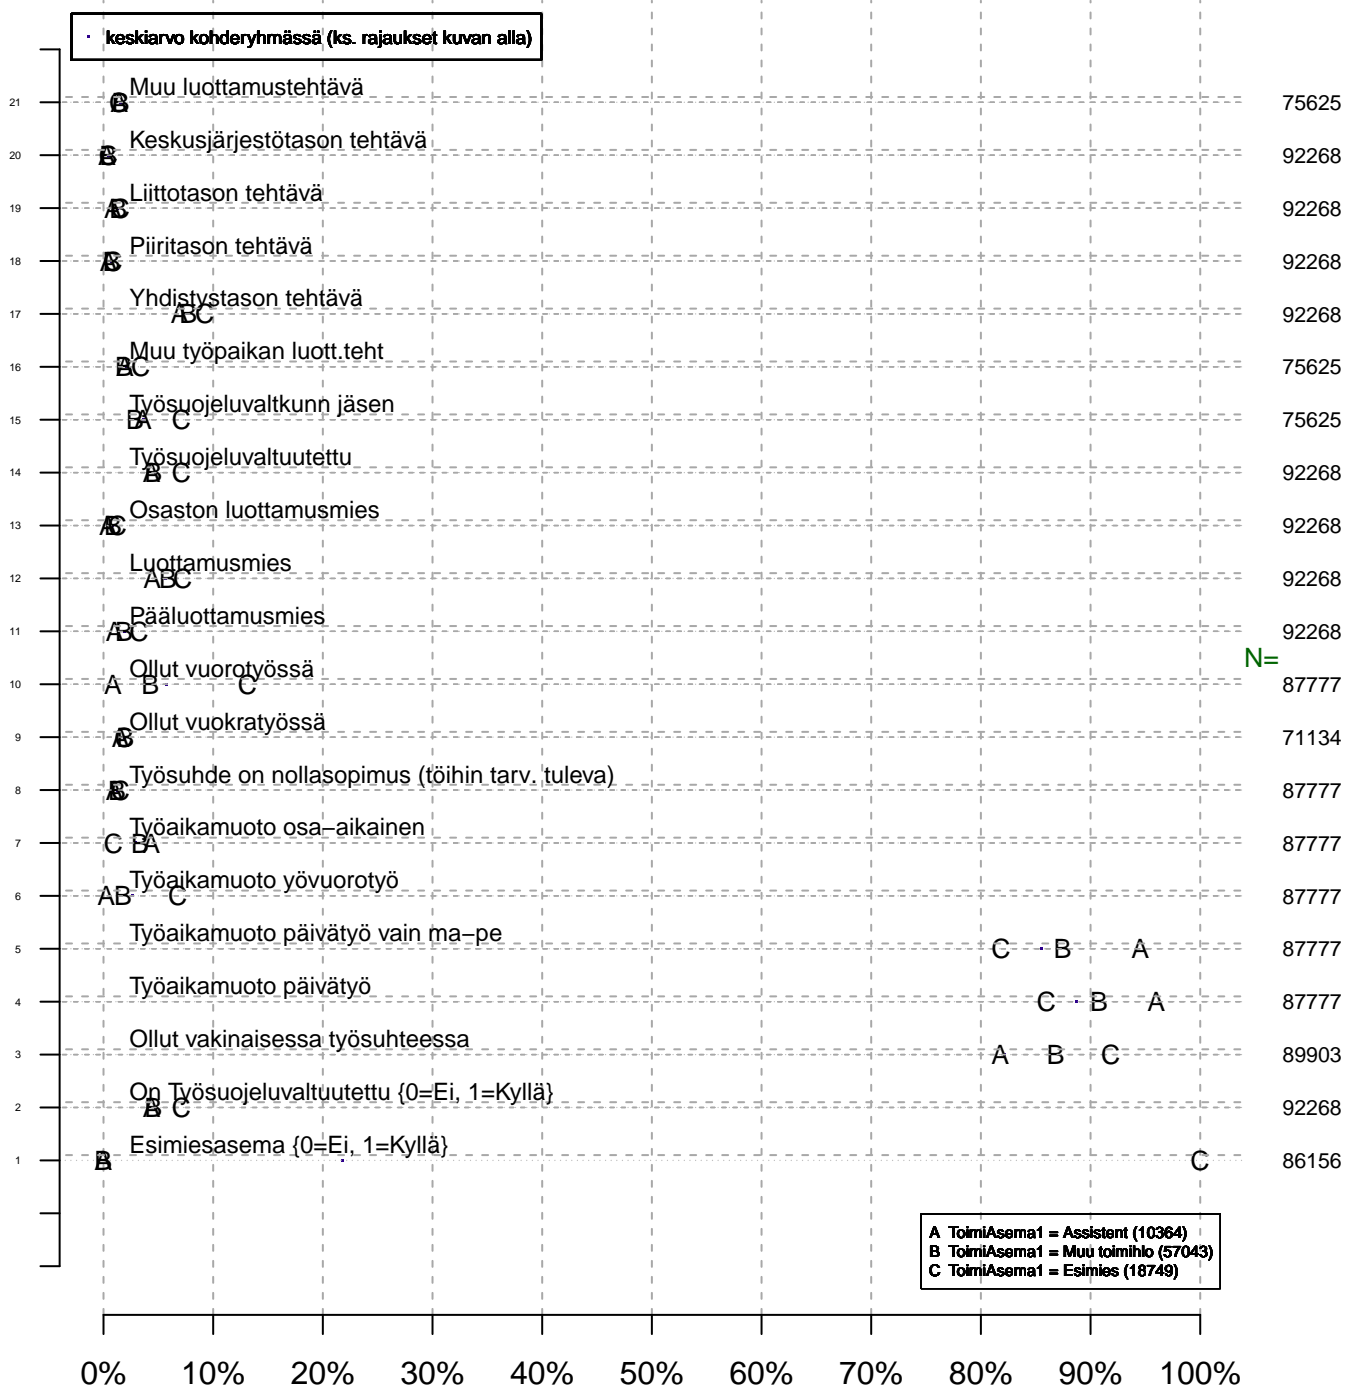 · keskiarvo kohderyhmässä (ks. rajaukset kuvan alla)
21 Muu luottamustehtävä C A B 75625
20 Keskusjärjestötason tehtävä A C B 92268
19 Liittotason tehtävä A B C 92268
18 Piiritason tehtävä A B C 92268
17 Yhdistystason tehtävä A B C 92268
16 Muu työpaikan luott.teht B A C 75625
15 Työsuojeluvaltkunn jäsen B A C 75625
14 Työsuojeluvaltuutettu A B C 92268
13 Osaston luottamusmies A B C 92268
12 Luottamusmies A B C 92268
11 Pääluottamusmies A B C 92268
N=
10 Ollut vuorotyössä A B C 87777
9 Ollut vuokratyössä A B 71134
8 Työsuhde on nollasopimus (töihin tarv. tuleva) A B C 87777
7 Työaikamuoto osa−aikainen C B A 87777
6 Työaikamuoto yövuorotyö A B C 87777
5 Työaikamuoto päivätyö vain ma−pe C B A 87777
4 Työaikamuoto päivätyö C B A 87777
3 Ollut vakinaisessa työsuhteessa A B C 89903
2 On Työsuojeluvaltuutettu {0=Ei, 1=Kyllä} A B C 92268
1 Esimiesasema {0=Ei, 1=Kyllä} A B C 86156
A ToimiAsema1 = Assistent (10364)
B ToimiAsema1 = Muu toimihlo (57043)
C ToimiAsema1 = Esimies (18749)
0% 10% 20% 30% 40% 50% 60% 70% 80% 90% 100%